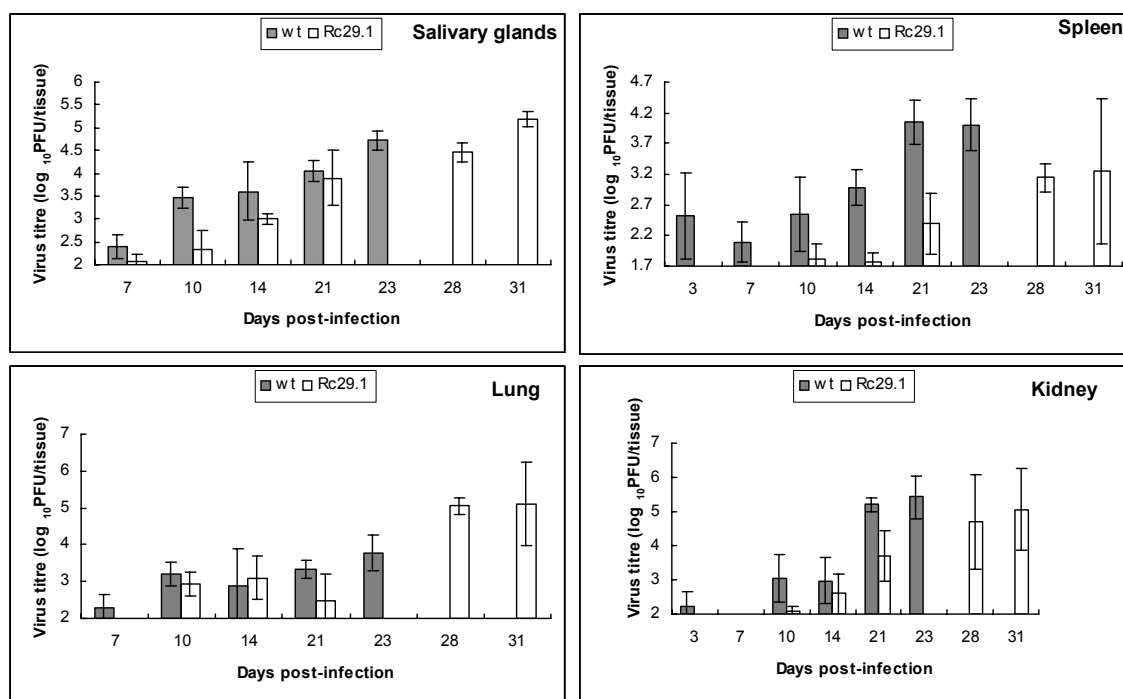 wt Rc29.1
Salivary glands
Virus titre (log 10PFU/tissue)
6
5.5
5
4.5
4
3.5
3
2.5
2
7 10 14 21 23 28 31
Days post-infection
wt Rc29.1
Spleen
Virus titre (log 10PFU/tissue)
4.7
4.2
3.7
3.2
2.7
2.2
1.7
3 7 10 14 21 23 28 31
Days post-infection
wt Rc29.1
Lung
Virus titre (log 10PFU/tissue)
7
6
5
4
3
2
7 10 14 21 23 28 31
Days post-infection
wt Rc29.1
Kidney
Virus titre (log 10PFU/tissue)
7
6
5
4
3
2
3 7 10 14 21 23 28 31
Days post-infection